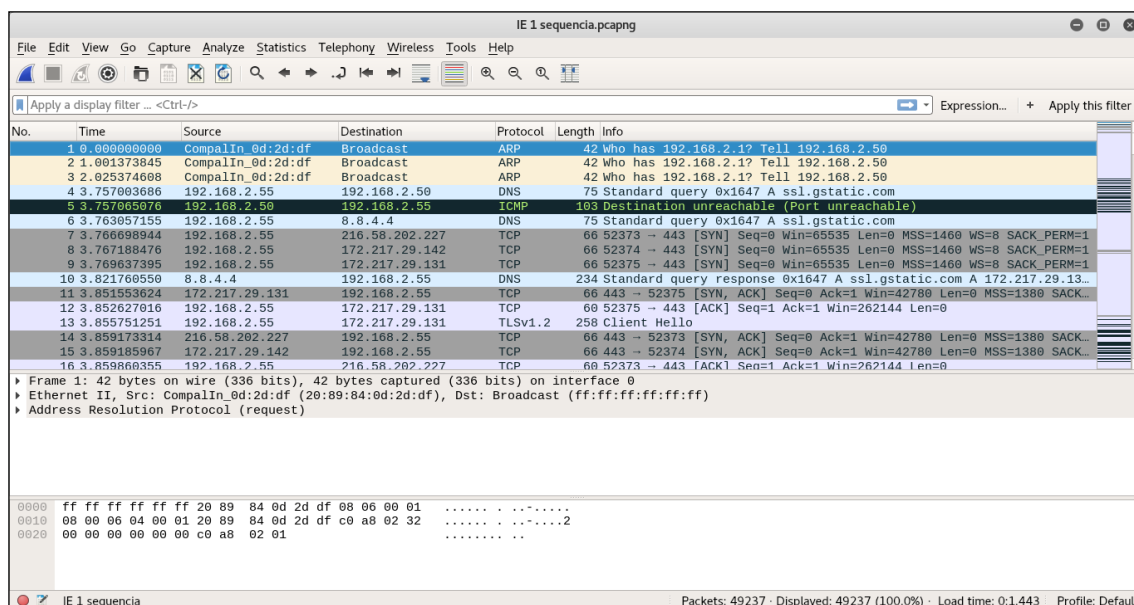 IE 1 sequencia.pcapng
File Edit View Go Capture Analyze Statistics Telephony Wireless Tools Help
Apply a display filter ... <Ctrl-/> Expression... + Apply this filter
No. Time Source Destination Protocol Length Info
1 0.000000000 CompalIn_0d:2d:df Broadcast ARP 42 Who has 192.168.2.1? Tell 192.168.2.50
2 1.001373845 CompalIn_0d:2d:df Broadcast ARP 42 Who has 192.168.2.1? Tell 192.168.2.50
3 2.025374608 CompalIn_0d:2d:df Broadcast ARP 42 Who has 192.168.2.1? Tell 192.168.2.50
4 3.757003686 192.168.2.55 192.168.2.50 DNS 75 Standard query 0x1647 A ssl.gstatic.com
5 3.757065076 192.168.2.50 192.168.2.55 ICMP 103 Destination unreachable (Port unreachable)
6 3.763057155 192.168.2.55 8.8.4.4 DNS 75 Standard query 0x1647 A ssl.gstatic.com
7 3.766698944 192.168.2.55 216.58.202.227 TCP 66 52373 → 443 [SYN] Seq=0 Win=65535 Len=0 MSS=1460 WS=8 SACK_PERM=1
8 3.767188476 192.168.2.55 172.217.29.142 TCP 66 52374 → 443 [SYN] Seq=0 Win=65535 Len=0 MSS=1460 WS=8 SACK_PERM=1
9 3.769637395 192.168.2.55 172.217.29.131 TCP 66 52375 → 443 [SYN] Seq=0 Win=65535 Len=0 MSS=1460 WS=8 SACK_PERM=1
10 3.821760550 8.8.4.4 192.168.2.55 DNS 234 Standard query response 0x1647 A ssl.gstatic.com A 172.217.29.13…
11 3.851553624 172.217.29.131 192.168.2.55 TCP 66 443 → 52375 [SYN, ACK] Seq=0 Ack=1 Win=42780 Len=0 MSS=1380 SACK…
12 3.852627016 192.168.2.55 172.217.29.131 TCP 60 52375 → 443 [ACK] Seq=1 Ack=1 Win=262144 Len=0
13 3.855751251 192.168.2.55 172.217.29.131 TLSv1.2 258 Client Hello
14 3.859173314 216.58.202.227 192.168.2.55 TCP 66 443 → 52373 [SYN, ACK] Seq=0 Ack=1 Win=42780 Len=0 MSS=1380 SACK…
15 3.859185967 172.217.29.142 192.168.2.55 TCP 66 443 → 52374 [SYN, ACK] Seq=0 Ack=1 Win=42780 Len=0 MSS=1380 SACK…
16 3.859860355 192.168.2.55 216.58.202.227 TCP 60 52373 → 443 [ACK] Seq=1 Ack=1 Win=262144 Len=0
Frame 1: 42 bytes on wire (336 bits), 42 bytes captured (336 bits) on interface 0
Ethernet II, Src: CompalIn_0d:2d:df (20:89:84:0d:2d:df), Dst: Broadcast (ff:ff:ff:ff:ff:ff)
Address Resolution Protocol (request)
0000 ff ff ff ff ff ff 20 89 84 0d 2d df 08 06 00 01 ...... . ..-.....
0010 08 00 06 04 00 01 20 89 84 0d 2d df c0 a8 02 32 ...... . ..-....2
0020 00 00 00 00 00 00 c0 a8 02 01 ........ ..
IE 1 sequencia Packets: 49237 · Displayed: 49237 (100.0%) · Load time: 0:1.443 Profile: Defaul